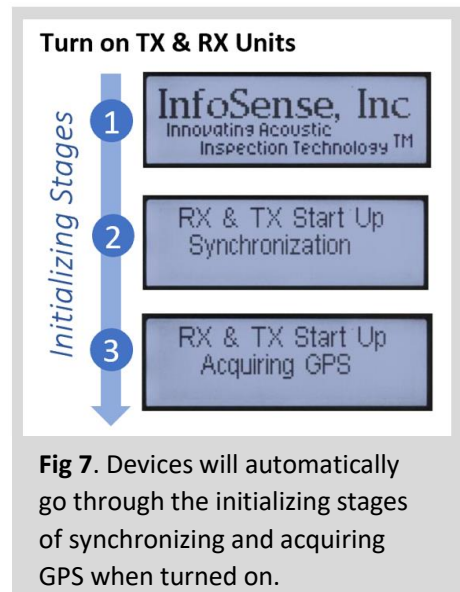 Turn on TX & RX Units
Initializing Stages
1
InfoSense, Inc
Innovating Acoustic
Inspection Technology TM
2
RX & TX Start Up
Synchronization
3
RX & TX Start Up
Acquiring GPS
Fig 7. Devices will automatically
go through the initializing stages
of synchronizing and acquiring
GPS when turned on.